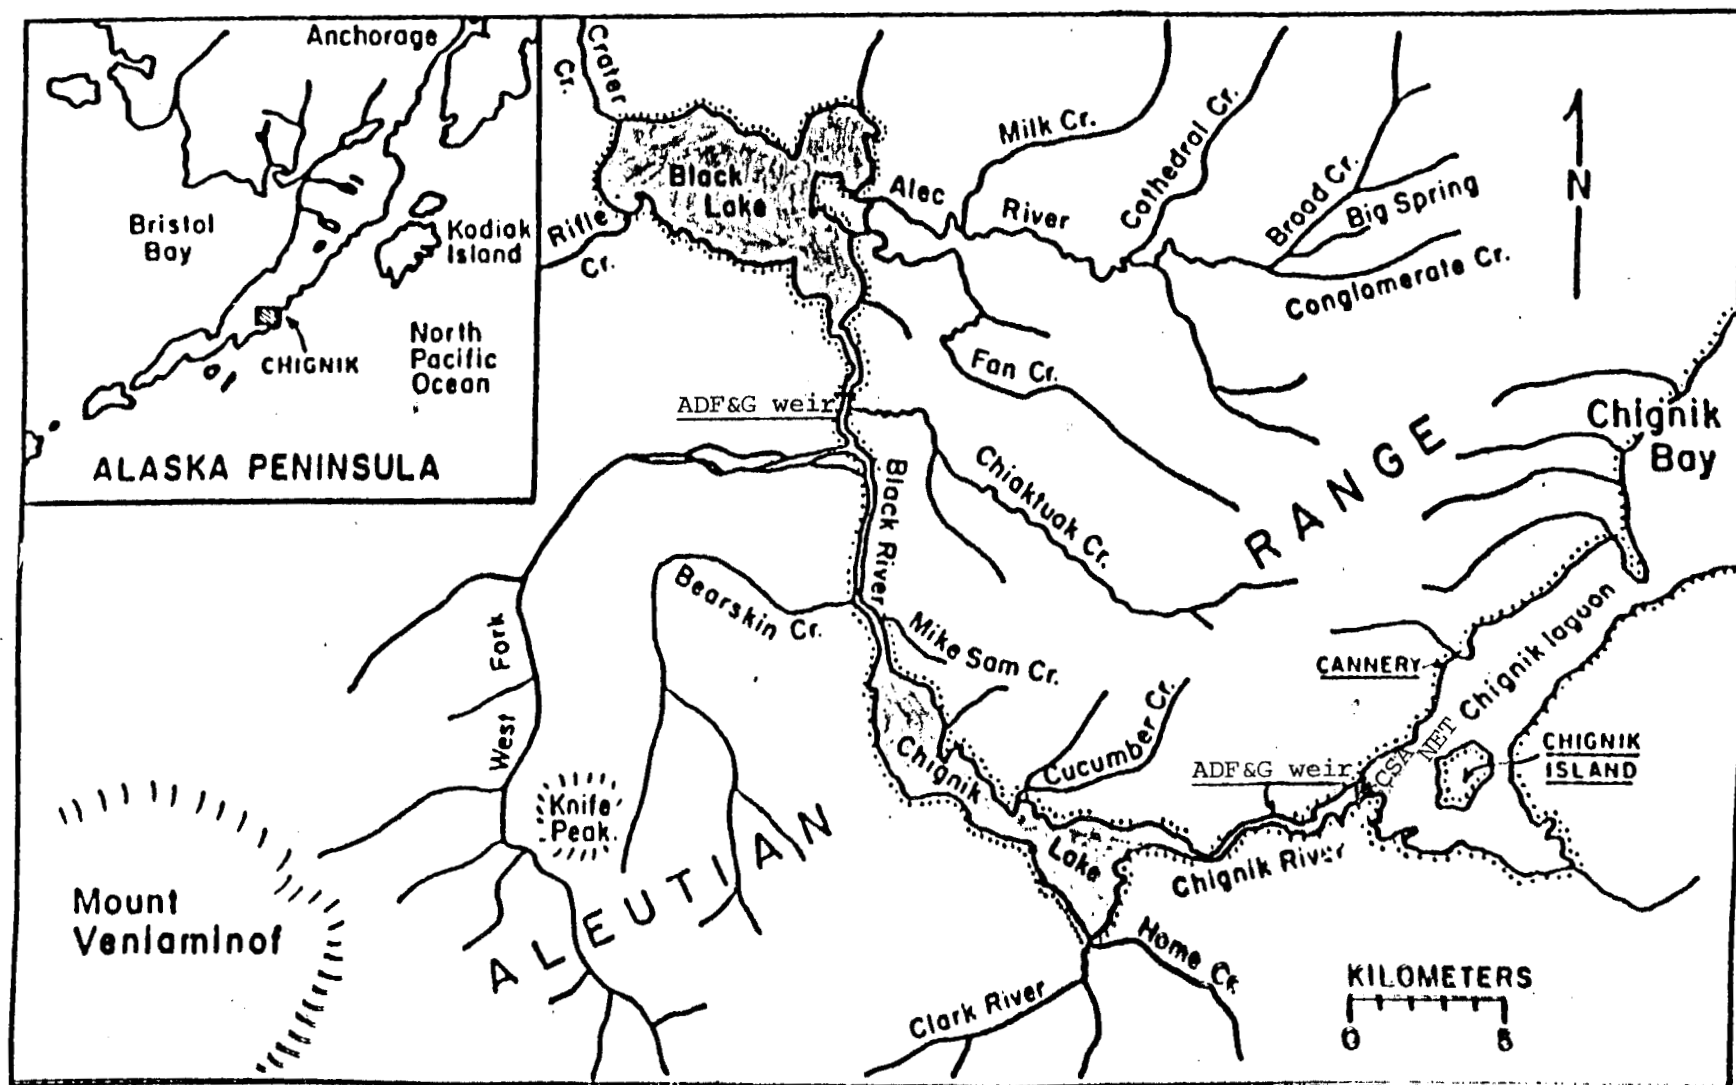 Anchorage
Bristol
Bay
Kodiak
Island
North
Pacific
Ocean
CHIGNIK
ALASKA PENINSULA
Crater
Cr.
Black
Lake
Rifle
Cr.
Alec
River
Milk Cr.
Cathedral Cr.
Broad Cr.
Big Spring
Conglomerate Cr.
N
Fan Cr.
ADF&G weir
Chiaktuak Cr.
Black River
RANGE
Chignik
Bay
Bearskin Cr.
Mike Sam Cr.
West Fork
Cucumber Cr.
CANNERY
Chignik lagoon
CSA NET
CHIGNIK
ISLAND
ADF&G weir
Chignik
Lake
Chignik River
Knife
Peak
ALEUTIAN
Mount
Veniaminof
Home Cr.
Clark River
KILOMETERS
0 5